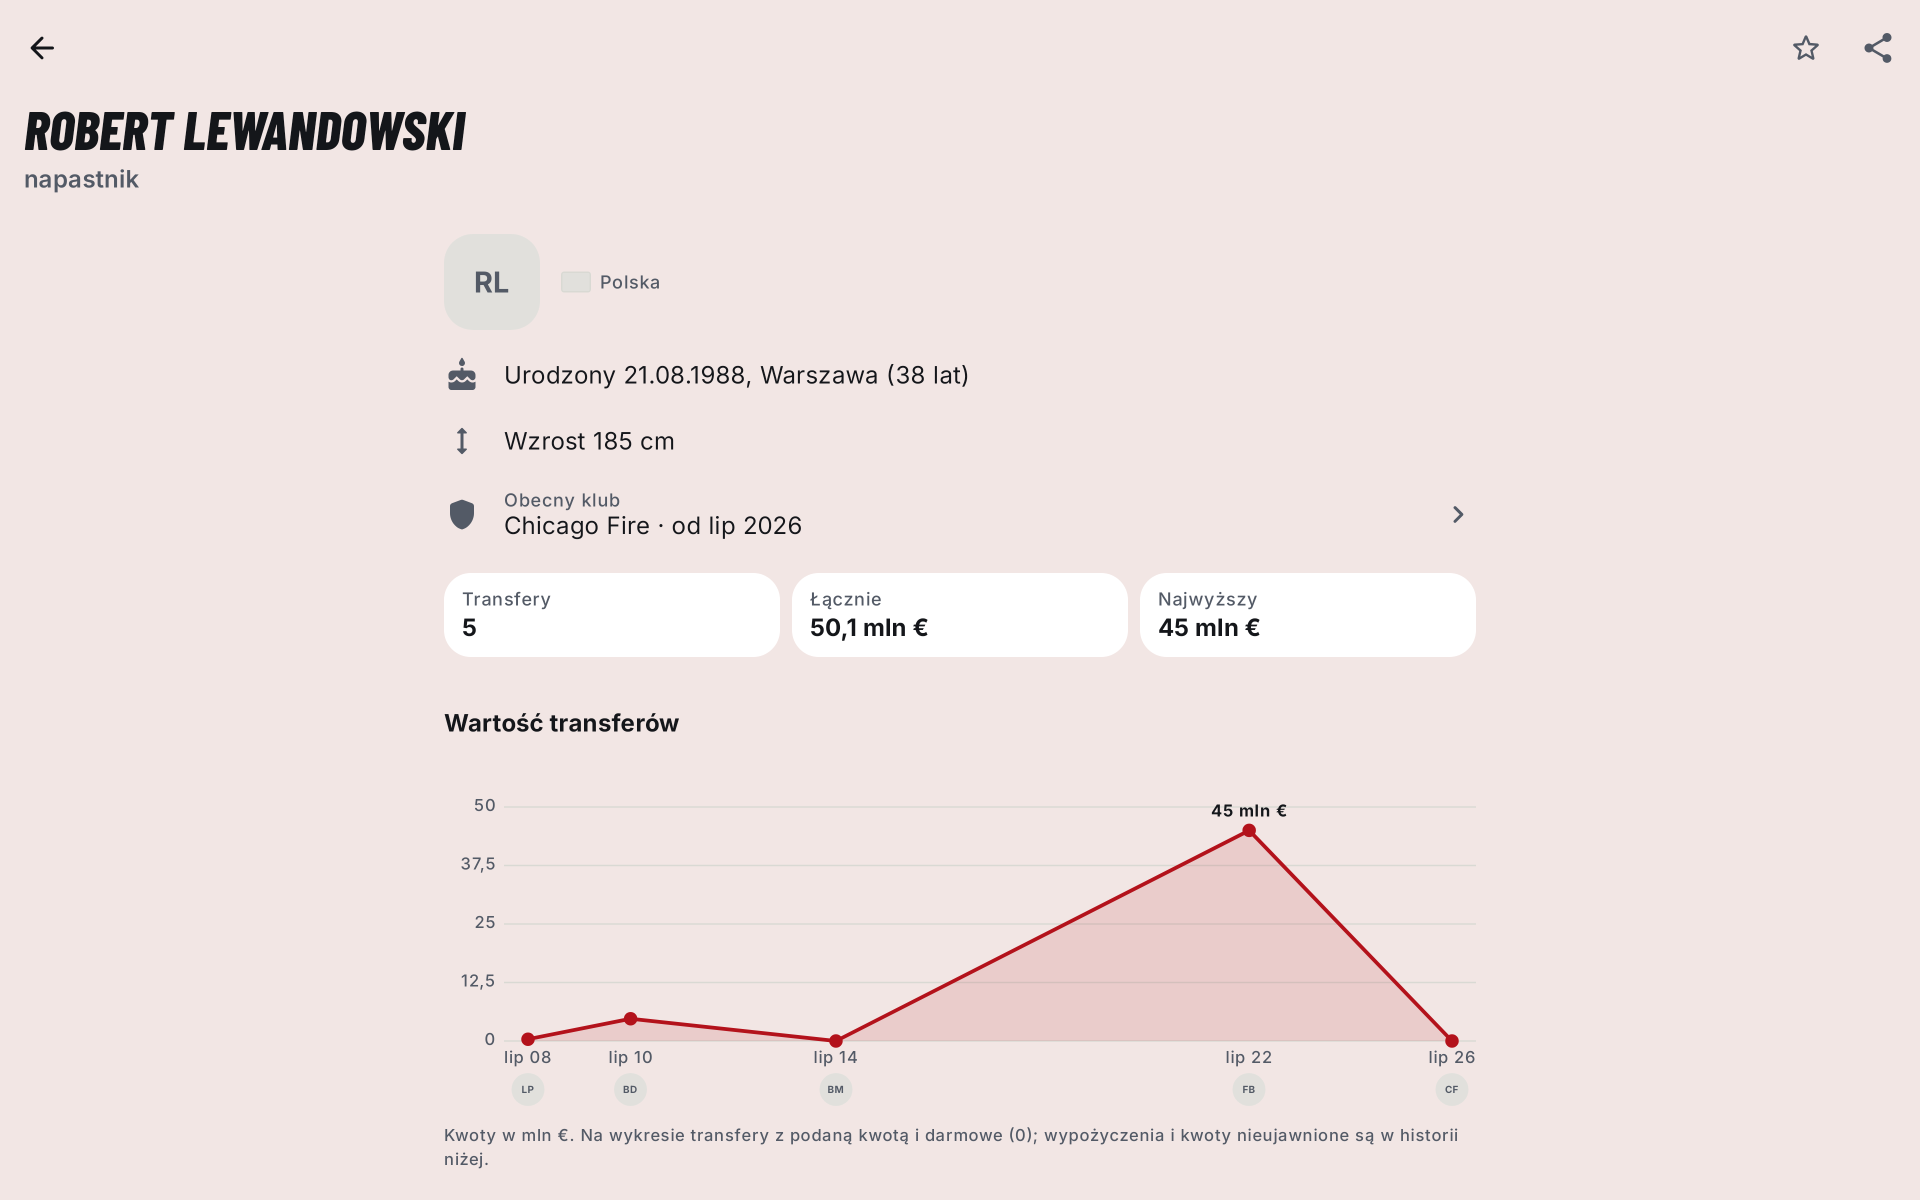 ROBERT LEWANDOWSKI
napastnik
RL
Polska
Urodzony 21.08.1988, Warszawa (38 lat)
Wzrost 185 cm
Obecny klub
Chicago Fire · od lip 2026
Transfery
5
Łącznie
50,1 mln €
Najwyższy
45 mln €
Wartość transferów
50
45 mln €
37,5
25
12,5
0
lip 08 lip 10 lip 14 lip 22 lip 26
LP BD BM FB CF
Kwoty w mln €. Na wykresie transfery z podaną kwotą i darmowe (0); wypożyczenia i kwoty nieujawnione są w historii
niżej.